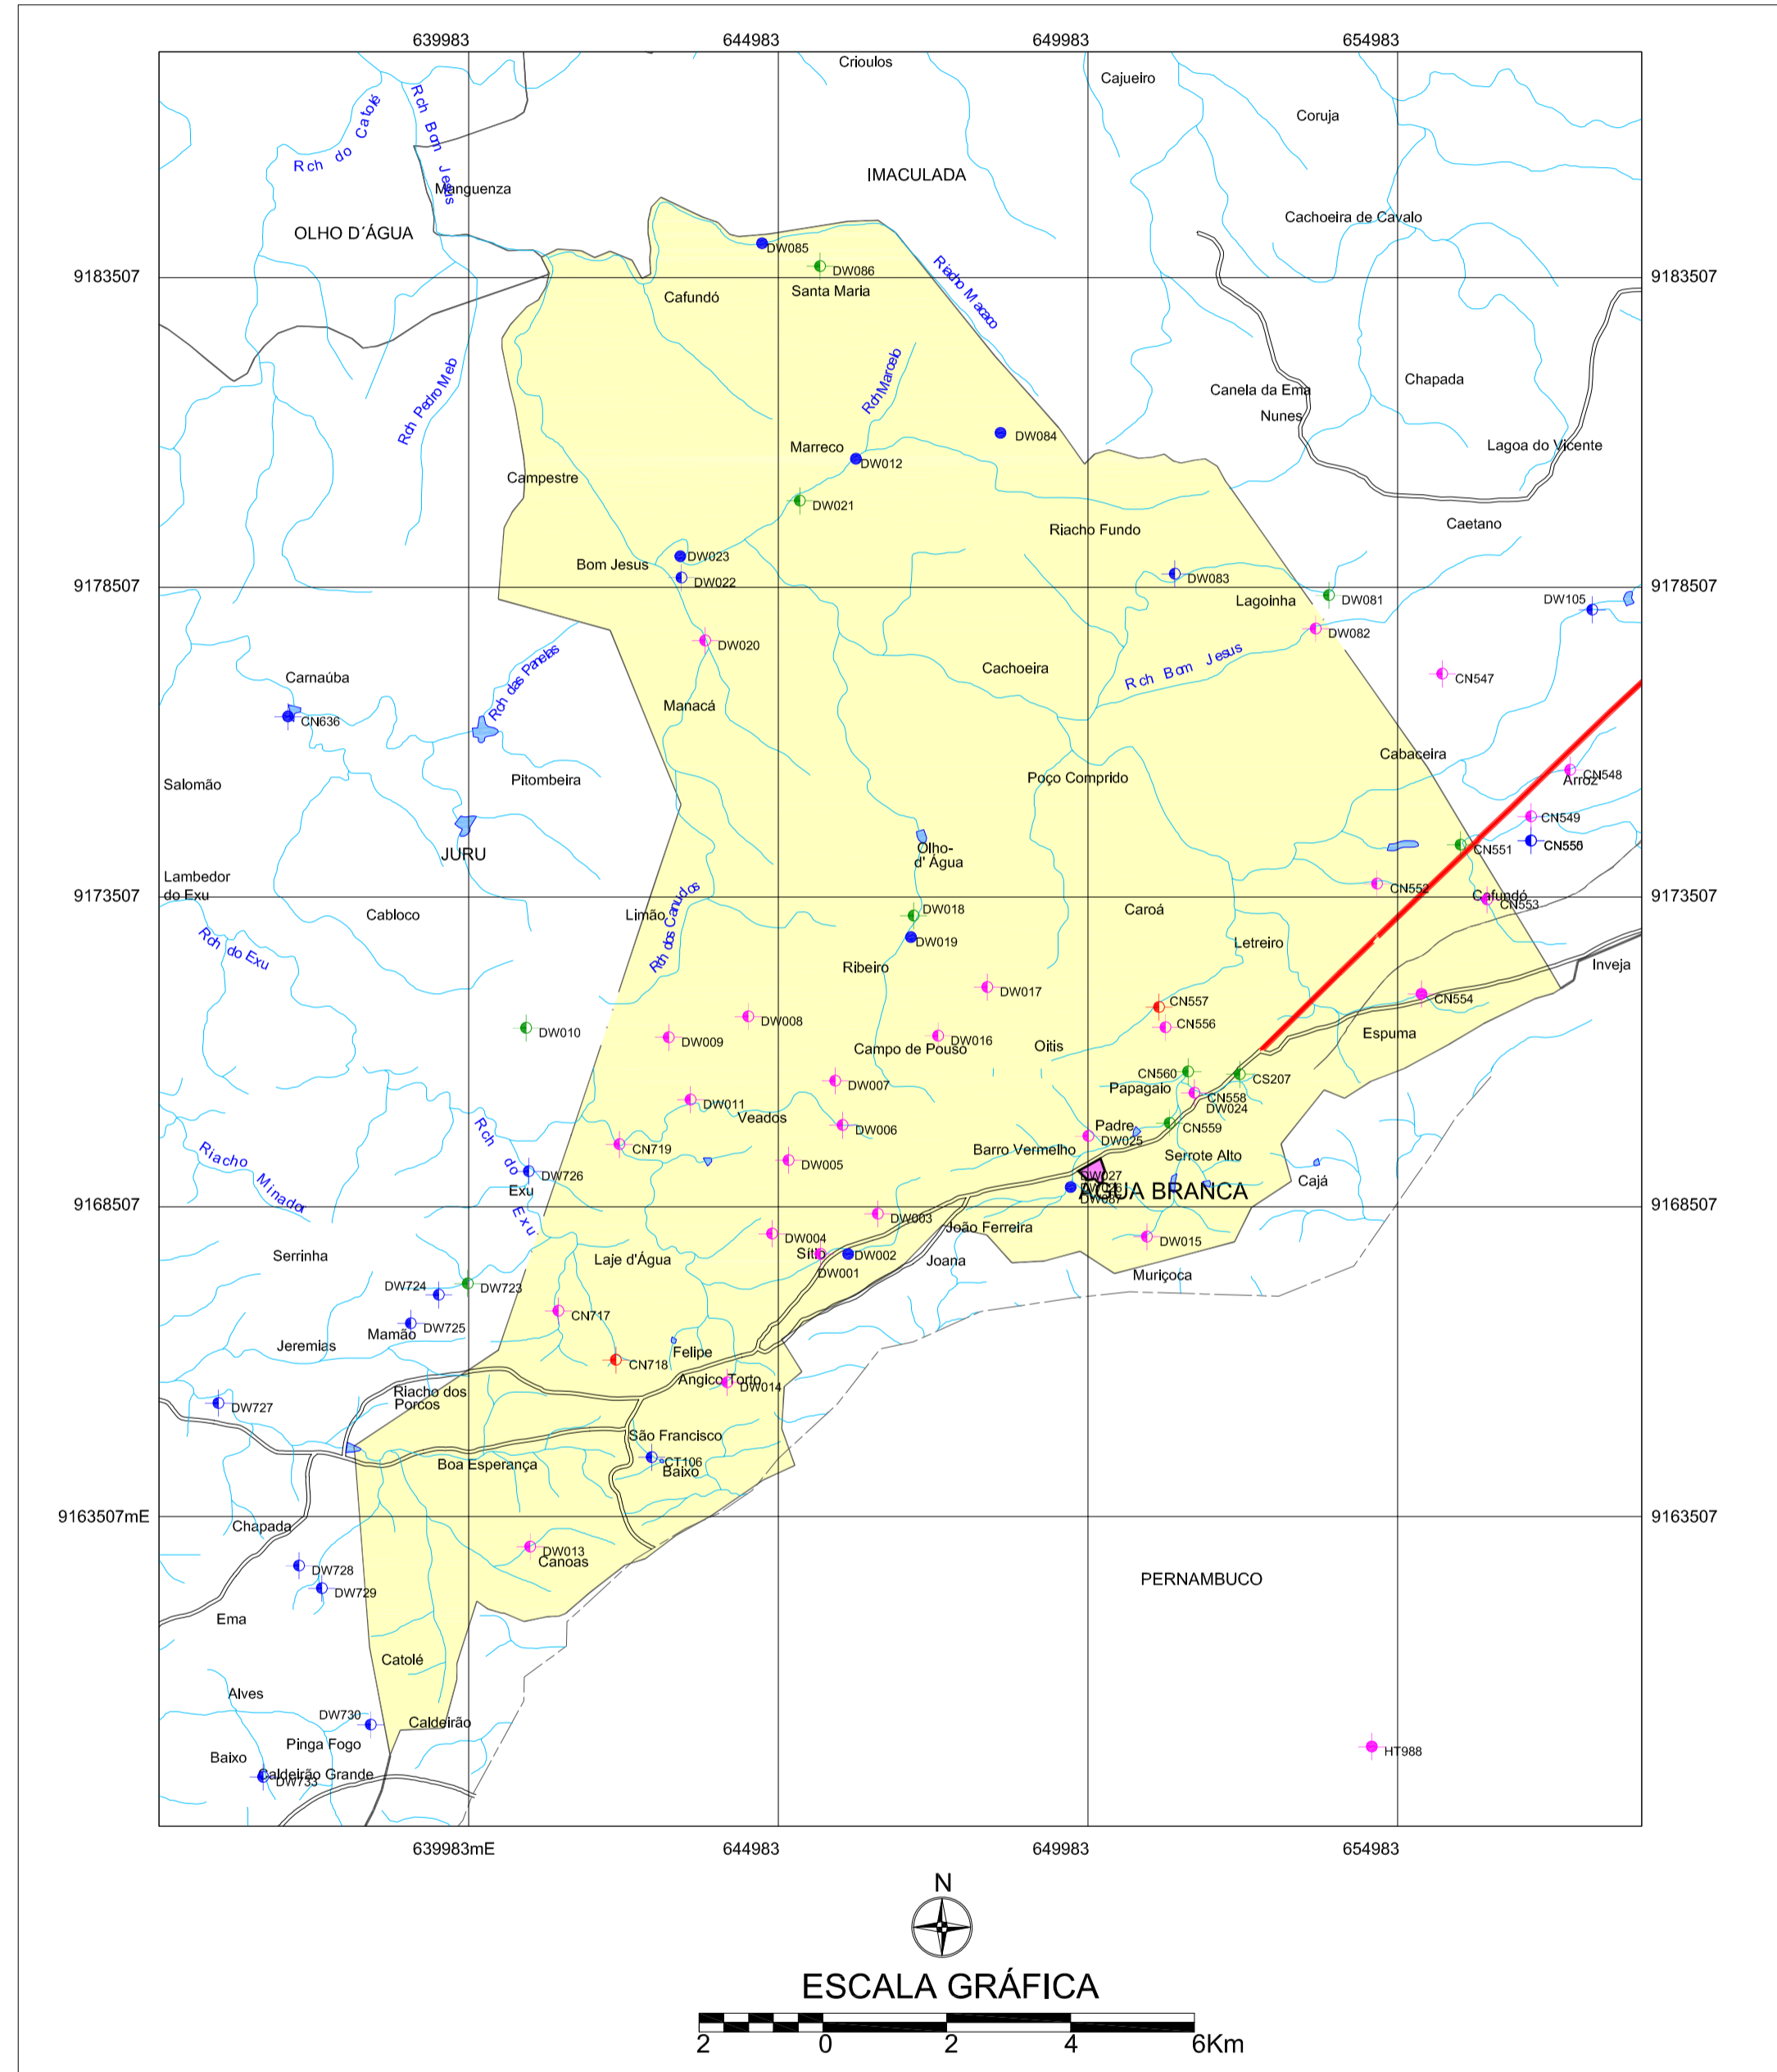 639983 644983 649983 654983
Crioulos
Cajueiro
Coruja
Rch do Catolé
Rch Bom Jesus
IMACULADA
Manguenza
Cachoeira de Cavalo
OLHO D´ÁGUA
DW085
DW086
Riacho Macaco
9183507 9183507
Santa Maria
Cafundó
Rch Pedro Melo
Rch Marcelo
Canela da Ema
Chapada
Nunes
DW084
Marreco
Lagoa do Vicente
DW012
Campestre
DW021
Caetano
Riacho Fundo
DW023
Bom Jesus
DW022
DW083
9178507 9178507
Lagoinha
DW081
DW105
DW082
DW020
Rch Bom Jesus
Cachoeira
CN547
Carnaúba
Rch das Panelas
Manacá
CN636
Cabaceira
Salomão
Pitombeira
Poço Comprido
CN548
Arroz
CN549
Olho-
d' Água
CN551
JURU
Lambedor
do Exu
CN552
9173507 9173507
Cafundó
CN553
Cabloco
Limão
Rch dos Canudos
DW018
Caroá
Rch do Exu
DW019
Letreiro
Ribeiro
Inveja
DW017
CN554
CN557
DW008
CN556
DW010
DW009
DW016
Espuma
Campo de Pouso
Oitis
CN560
CS207
DW007
Papagaio
CN558
DW011
DW024
Veados
DW006
Padre
CN559
CN719
DW025
Riacho Minador
Rch do Exu
Barro Vermelho
Serrote Alto
DW005
DW726
DW027
Cajá
Exu
ÁGUA BRANCA
DW087
9168507 9168507
DW003
João Ferreira
DW004
DW015
Serrinha
Laje d'Água
Sítio
DW002
Joana
DW001
Muriçoca
DW724
DW723
CN717
DW725
Mamão
Jeremias
Felipe
CN718
Angico Torto
DW014
Riacho dos
Porcos
DW727
São Francisco
Boa Esperança
CT106
Baixo
9163507mE 9163507
Chapada
DW013
Canoas
DW728
PERNAMBUCO
DW729
Ema
Catolé
Alves
DW730
Caldeirão
Pinga Fogo
HT988
Baixo
Caldeirão Grande
DW733
639983mE 644983 649983 654983
N
ESCALA GRÁFICA
2 0 2 4 6Km